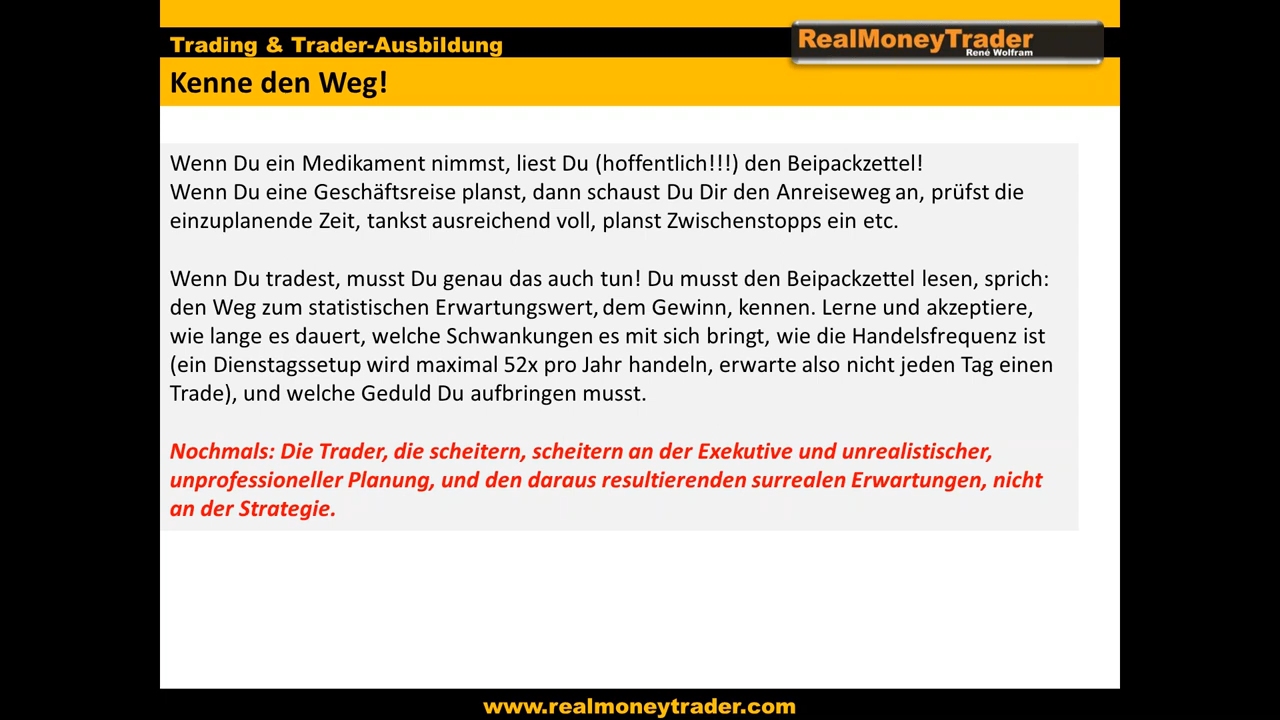 Trading & Trader-Ausbildung
RealMoneyTrader
René Wolfram
Kenne den Weg!
Wenn Du ein Medikament nimmst, liest Du (hoffentlich!!!) den Beipackzettel!
Wenn Du eine Geschäftsreise planst, dann schaust Du Dir den Anreiseweg an, prüfst die
einzuplanende Zeit, tankst ausreichend voll, planst Zwischenstopps ein etc.
Wenn Du tradest, musst Du genau das auch tun! Du musst den Beipackzettel lesen, sprich:
den Weg zum statistischen Erwartungswert, dem Gewinn, kennen. Lerne und akzeptiere,
wie lange es dauert, welche Schwankungen es mit sich bringt, wie die Handelsfrequenz ist
(ein Dienstagssetup wird maximal 52x pro Jahr handeln, erwarte also nicht jeden Tag einen
Trade), und welche Geduld Du aufbringen musst.
Nochmals: Die Trader, die scheitern, scheitern an der Exekutive und unrealistischer,
unprofessioneller Planung, und den daraus resultierenden surrealen Erwartungen, nicht
an der Strategie.
www.realmoneytrader.com